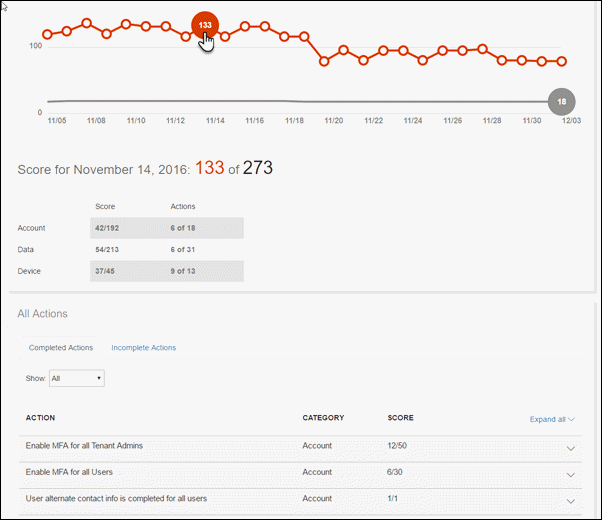 133
100
18
0
11/05 11/08 11/10 11/12 11/14 11/16 11/18 11/20 11/22 11/24 11/26 11/28 11/30 12/03
Score for November 14, 2016: 133 of 273
Score Actions
Account 42/192 6 of 18
Data 54/213 6 of 31
Device 37/45 9 of 13
All Actions
Completed Actions Incomplete Actions
Show: All
ACTION CATEGORY SCORE Expand all
Enable MFA for all Tenant Admins Account 12/50
Enable MFA for all Users Account 6/30
User alternate contact info is completed for all users Account 1/1